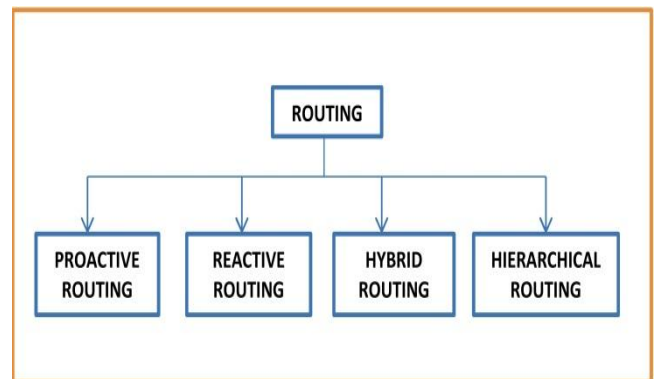 ROUTING
PROACTIVE
ROUTING
REACTIVE
ROUTING
HYBRID
ROUTING
HIERARCHICAL
ROUTING